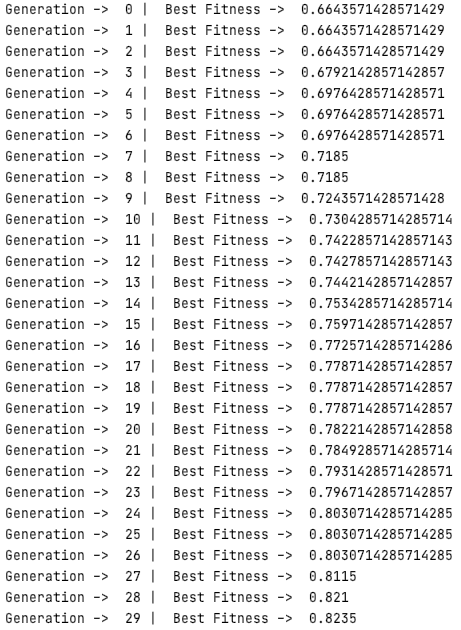 Generation -> 0 | Best Fitness -> 0.6643571428571429
Generation -> 1 | Best Fitness -> 0.6643571428571429
Generation -> 2 | Best Fitness -> 0.6643571428571429
Generation -> 3 | Best Fitness -> 0.6792142857142857
Generation -> 4 | Best Fitness -> 0.6976428571428571
Generation -> 5 | Best Fitness -> 0.6976428571428571
Generation -> 6 | Best Fitness -> 0.6976428571428571
Generation -> 7 | Best Fitness -> 0.7185
Generation -> 8 | Best Fitness -> 0.7185
Generation -> 9 | Best Fitness -> 0.7243571428571428
Generation -> 10 | Best Fitness -> 0.7304285714285714
Generation -> 11 | Best Fitness -> 0.7422857142857143
Generation -> 12 | Best Fitness -> 0.7427857142857143
Generation -> 13 | Best Fitness -> 0.7442142857142857
Generation -> 14 | Best Fitness -> 0.7534285714285714
Generation -> 15 | Best Fitness -> 0.7597142857142857
Generation -> 16 | Best Fitness -> 0.7725714285714286
Generation -> 17 | Best Fitness -> 0.7787142857142857
Generation -> 18 | Best Fitness -> 0.7787142857142857
Generation -> 19 | Best Fitness -> 0.7787142857142857
Generation -> 20 | Best Fitness -> 0.7822142857142858
Generation -> 21 | Best Fitness -> 0.7849285714285714
Generation -> 22 | Best Fitness -> 0.7931428571428571
Generation -> 23 | Best Fitness -> 0.7967142857142857
Generation -> 24 | Best Fitness -> 0.8030714285714285
Generation -> 25 | Best Fitness -> 0.8030714285714285
Generation -> 26 | Best Fitness -> 0.8030714285714285
Generation -> 27 | Best Fitness -> 0.8115
Generation -> 28 | Best Fitness -> 0.821
Generation -> 29 | Best Fitness -> 0.8235